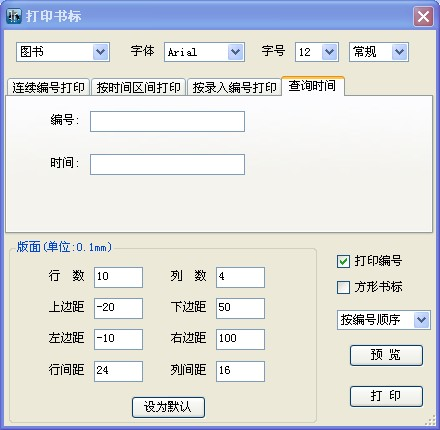 打印书标
图书 字体 Arial 字号 12 常规
连续编号打印 按时间区间打印 按录入编号打印 查询时间
编号:
时间:
版面(单位:0.1mm)
行 数 10 列 数 4
上边距 -20 下边距 50
左边距 -10 右边距 100
行间距 24 列间距 16
设为默认
打印编号
方形书标
按编号顺序
预 览
打 印